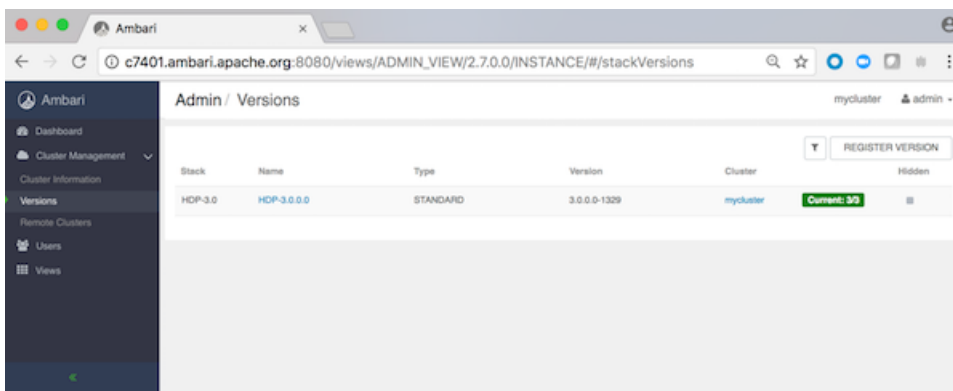 Ambari
c7401.ambari.apache.org:8080/views/ADMIN_VIEW/2.7.0.0/INSTANCE/#/stackVersions
Ambari
Admin / Versions
mycluster
admin
Dashboard
Cluster Management
Cluster Information
Versions
Remote Clusters
Users
Views
REGISTER VERSION
Stack Name Type Version Cluster Hidden
HDP-3.0 HDP-3.0.0.0 STANDARD 3.0.0.0-1329 mycluster Current: 3/3